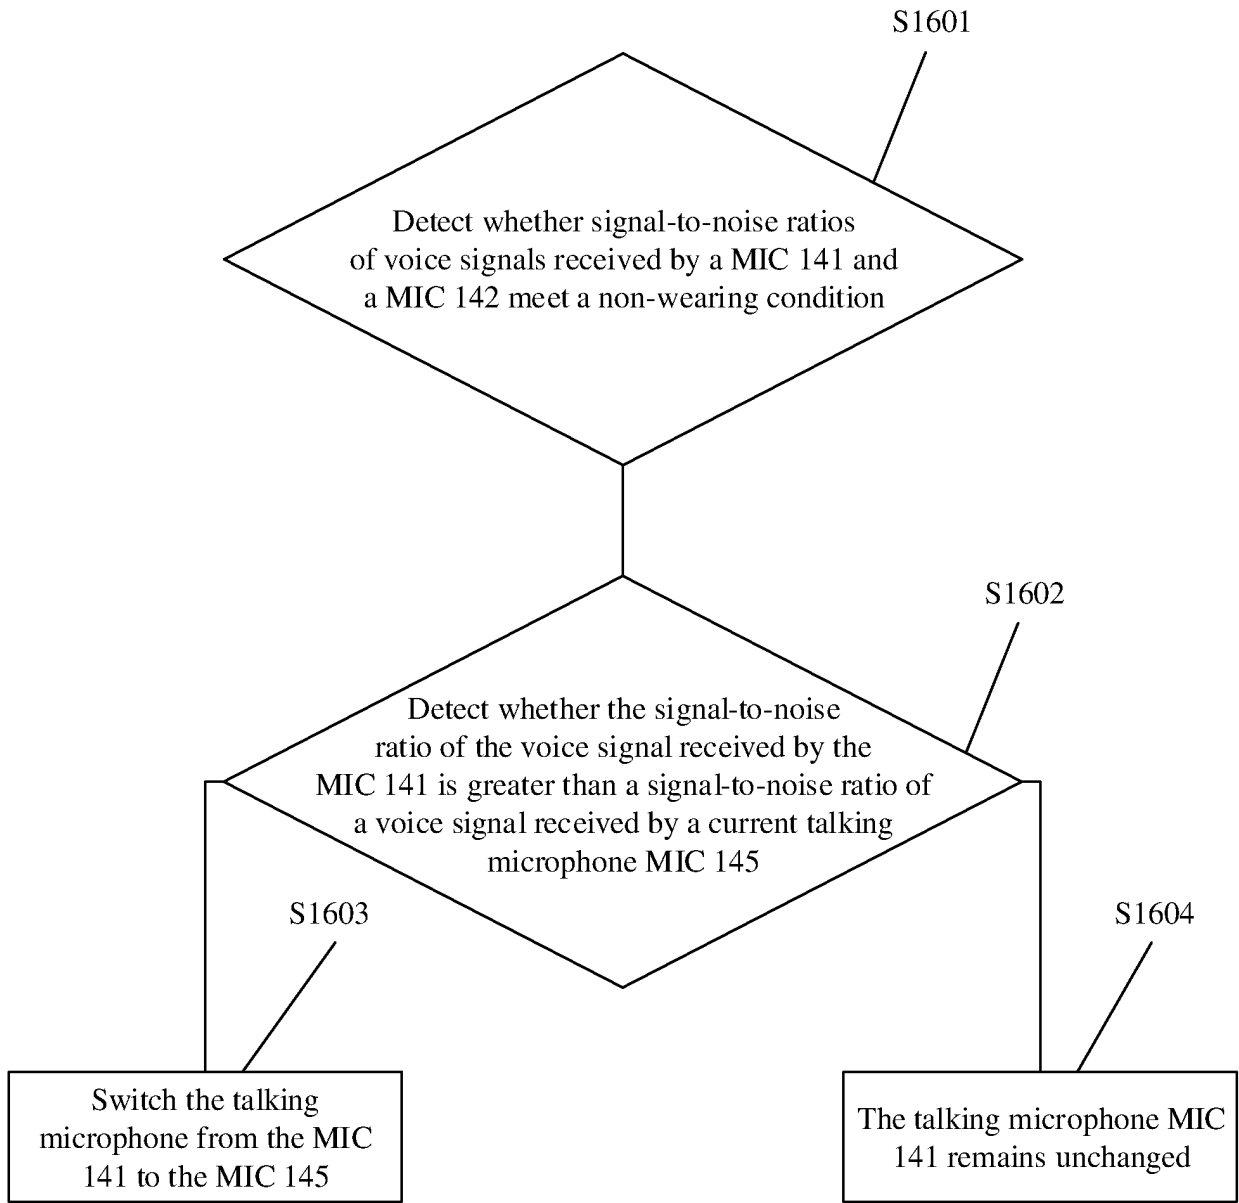 S1601
Detect whether signal-to-noise ratios
of voice signals received by a MIC 141 and
a MIC 142 meet a non-wearing condition
S1602
Detect whether the signal-to-noise
ratio of the voice signal received by the
MIC 141 is greater than a signal-to-noise ratio of
a voice signal received by a current talking
microphone MIC 145
S1603
S1604
Switch the talking
microphone from the MIC
141 to the MIC 145
The talking microphone MIC
141 remains unchanged